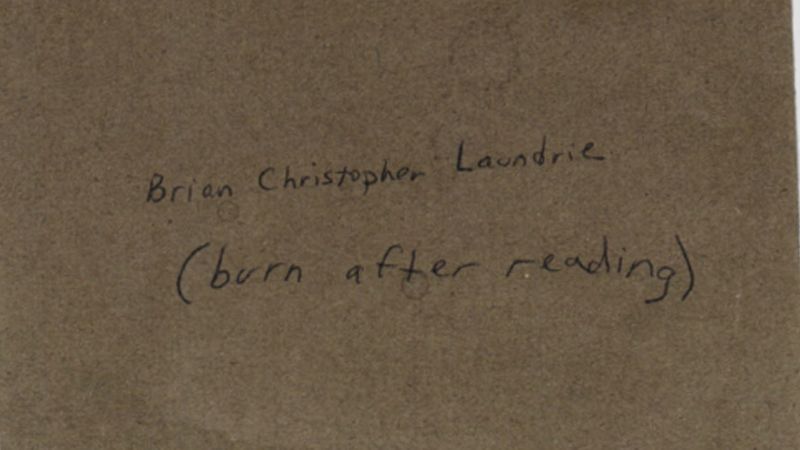 Brian Christopher Laundrie
(burn after reading)